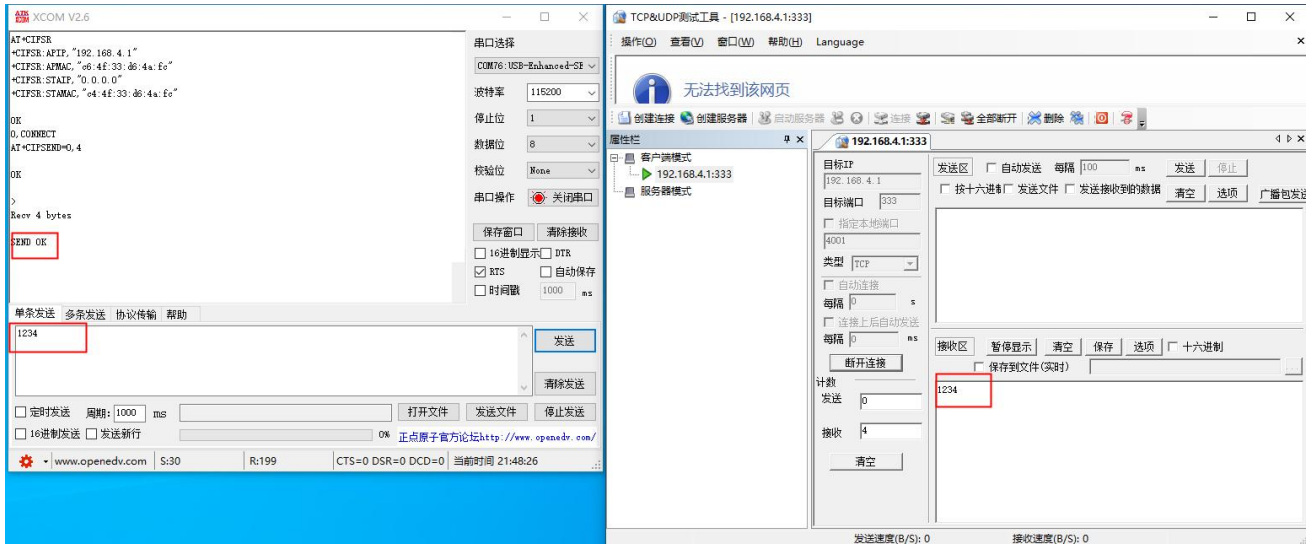 XCOM V2.6
AT+CIFSR
+CIFSR:APIP,"192.168.4.1"
+CIFSR:APMAC,"c6:4f:33:d6:4a:fc"
+CIFSR:STAIP,"0.0.0.0"
+CIFSR:STAMAC,"c4:4f:33:d6:4a:fc"
OK
0,CONNECT
AT+CIPSEND=0,4
OK
>
Recv 4 bytes
SEND OK
串口选择
COM76:USB-Enhanced-SE
波特率 115200
停止位 1
数据位 8
校验位 None
串口操作 关闭串口
保存窗口 清除接收
16进制显示 DTR
RTS 自动保存
时间戳 1000 ms
单条发送 多条发送 协议传输 帮助
1234
发送
清除发送
定时发送 周期: 1000 ms 打开文件 发送文件 停止发送
16进制发送 发送新行 0% 正点原子官方论坛http://www.openedv.com/
www.openedv.com S:30 R:199 CTS=0 DSR=0 DCD=0 当前时间 21:48:26
TCP&UDP测试工具 - [192.168.4.1:333]
操作(O) 查看(V) 窗口(W) 帮助(H) Language
无法找到该网页
创建连接 创建服务器 启动服务器 连接 全部断开 删除
属性栏
客户端模式
192.168.4.1:333
服务器模式
192.168.4.1:333
目标IP
192.168.4.1
目标端口 333
指定本地端口
4001
类型 TCP
自动连接
每隔 0 s
连接上后自动发送
每隔 0 ms
断开连接
计数
发送 0
接收 4
清空
发送区 自动发送 每隔 100 ms 发送 停止
按十六进制 发送文件 发送接收到的数据 清空 选项 广播包发送
接收区 暂停显示 清空 保存 选项 十六进制
保存到文件(实时) ...
1234
发送速度(B/S): 0 接收速度(B/S): 0